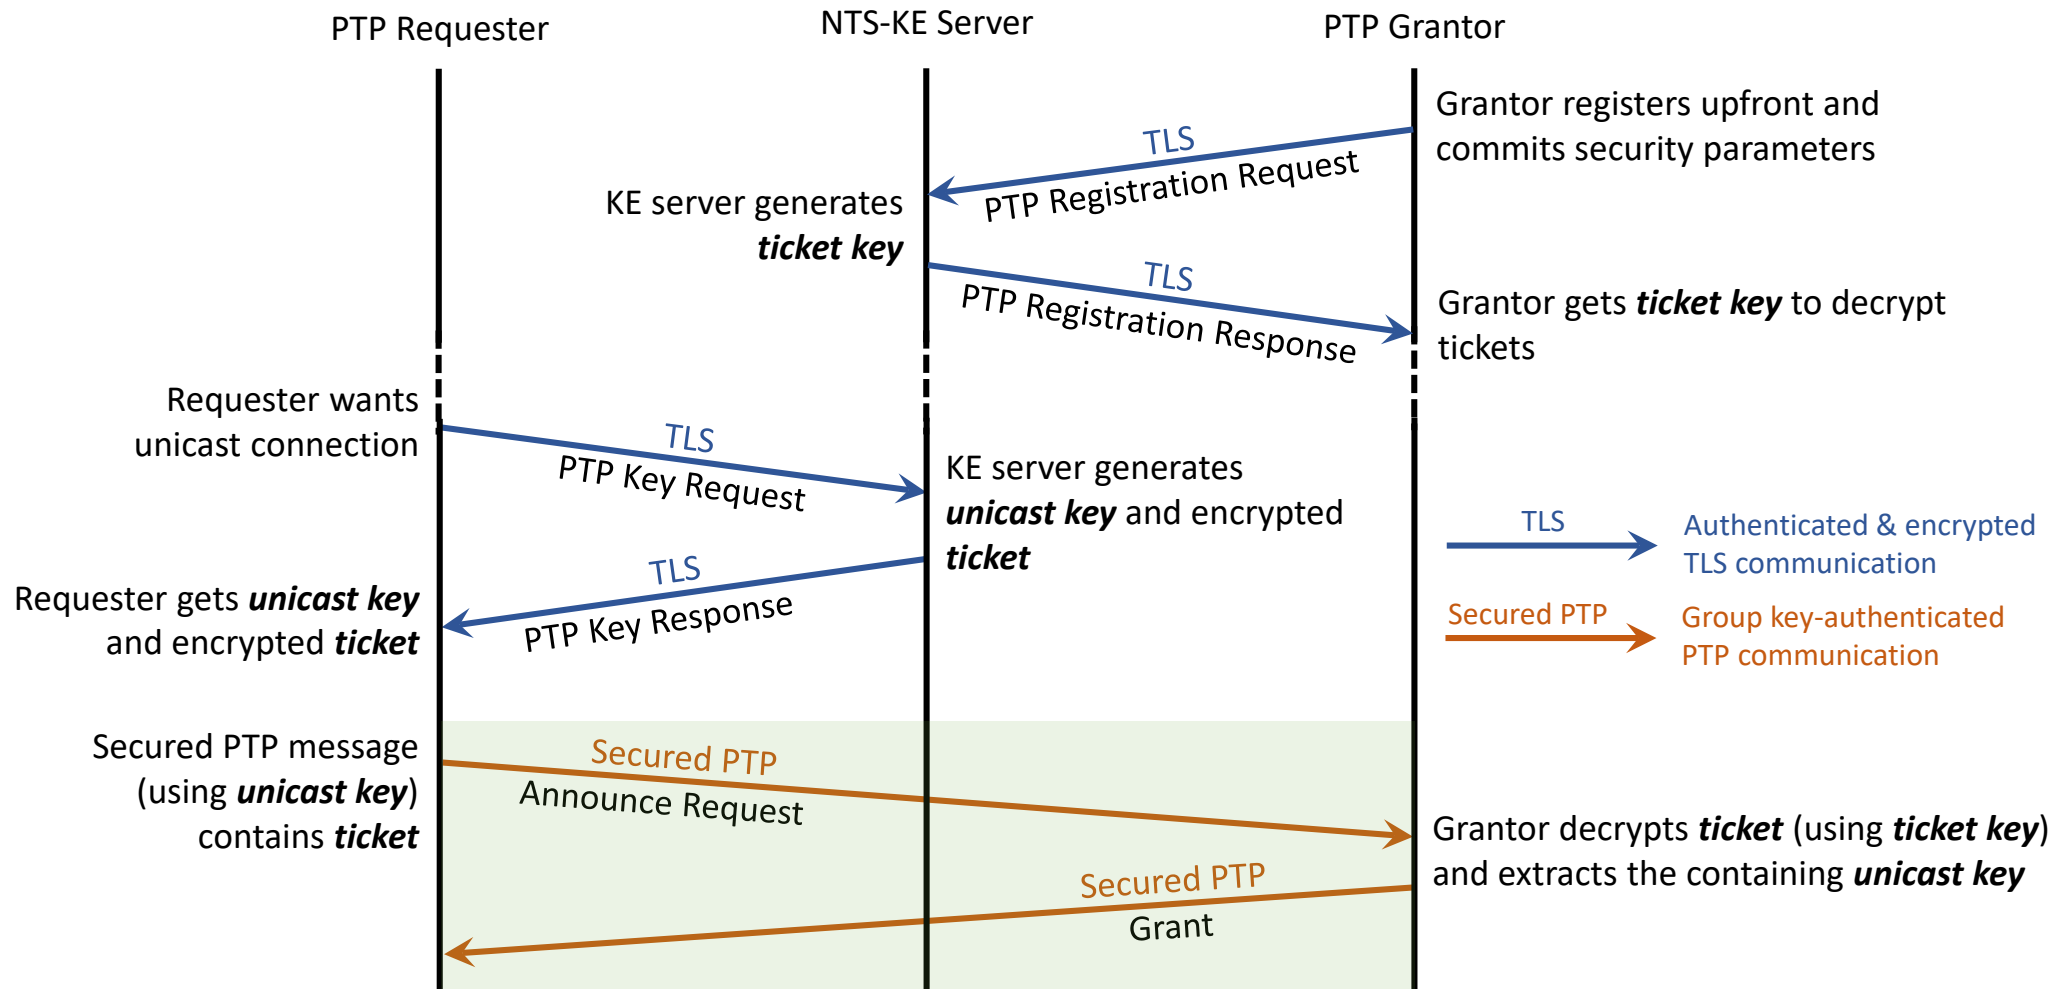 PTP Requester
NTS-KE Server
PTP Grantor
Grantor registers upfront and
commits security parameters
TLS
PTP Registration Request
KE server generates
ticket key
TLS
PTP Registration Response
Grantor gets ticket key to decrypt
tickets
Requester wants
unicast connection
TLS
PTP Key Request
KE server generates
unicast key and encrypted
ticket
TLS
PTP Key Response
Requester gets unicast key
and encrypted ticket
TLS
Authenticated & encrypted
TLS communication
Secured PTP
Group key-authenticated
PTP communication
Secured PTP message
(using unicast key)
contains ticket
Secured PTP
Announce Request
Grantor decrypts ticket (using ticket key)
and extracts the containing unicast key
Secured PTP
Grant